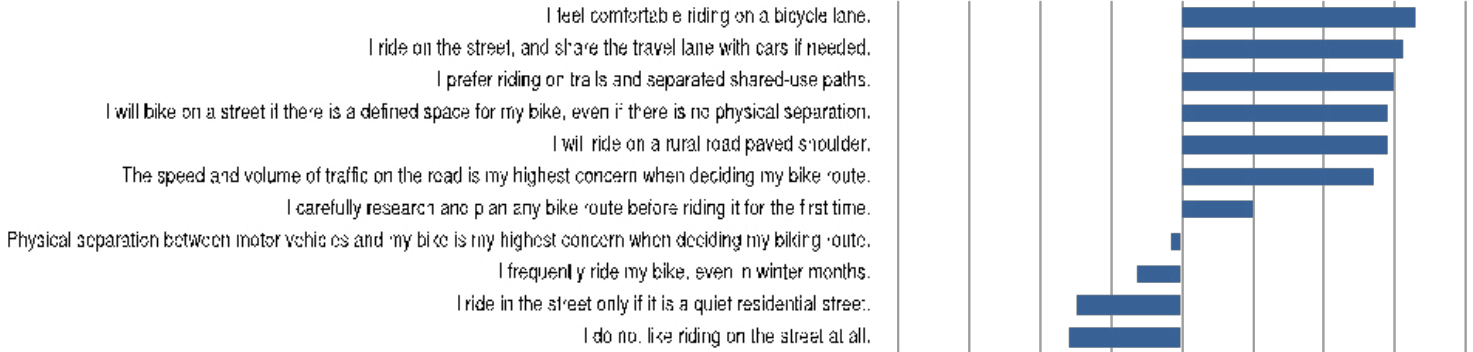 I feel comfortable riding on a bicycle lane.
I ride on the street, and share the travel lane with cars if needed.
I prefer riding on trails and separated shared-use paths.
I will bike on a street if there is a defined space for my bike, even if there is no physical separation.
I will ride on a rural road paved shoulder.
The speed and volume of traffic on the road is my highest concern when deciding my bike route.
I carefully research and plan any bike route before riding it for the first time.
Physical separation between motor vehicles and my bike is my highest concern when deciding my biking route.
I frequently ride my bike, even in winter months.
I ride in the street only if it is a quiet residential street.
I do not like riding on the street at all.